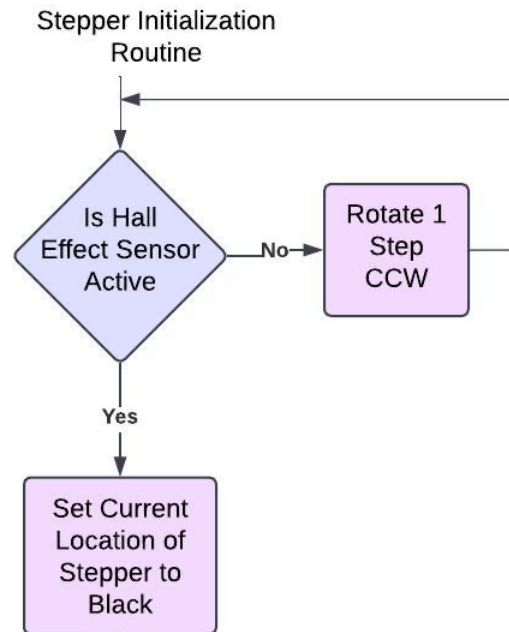 Stepper Initialization
Routine
Is Hall
Effect Sensor
Active
No
Rotate 1
Step
CCW
Yes
Set Current
Location of
Stepper to
Black